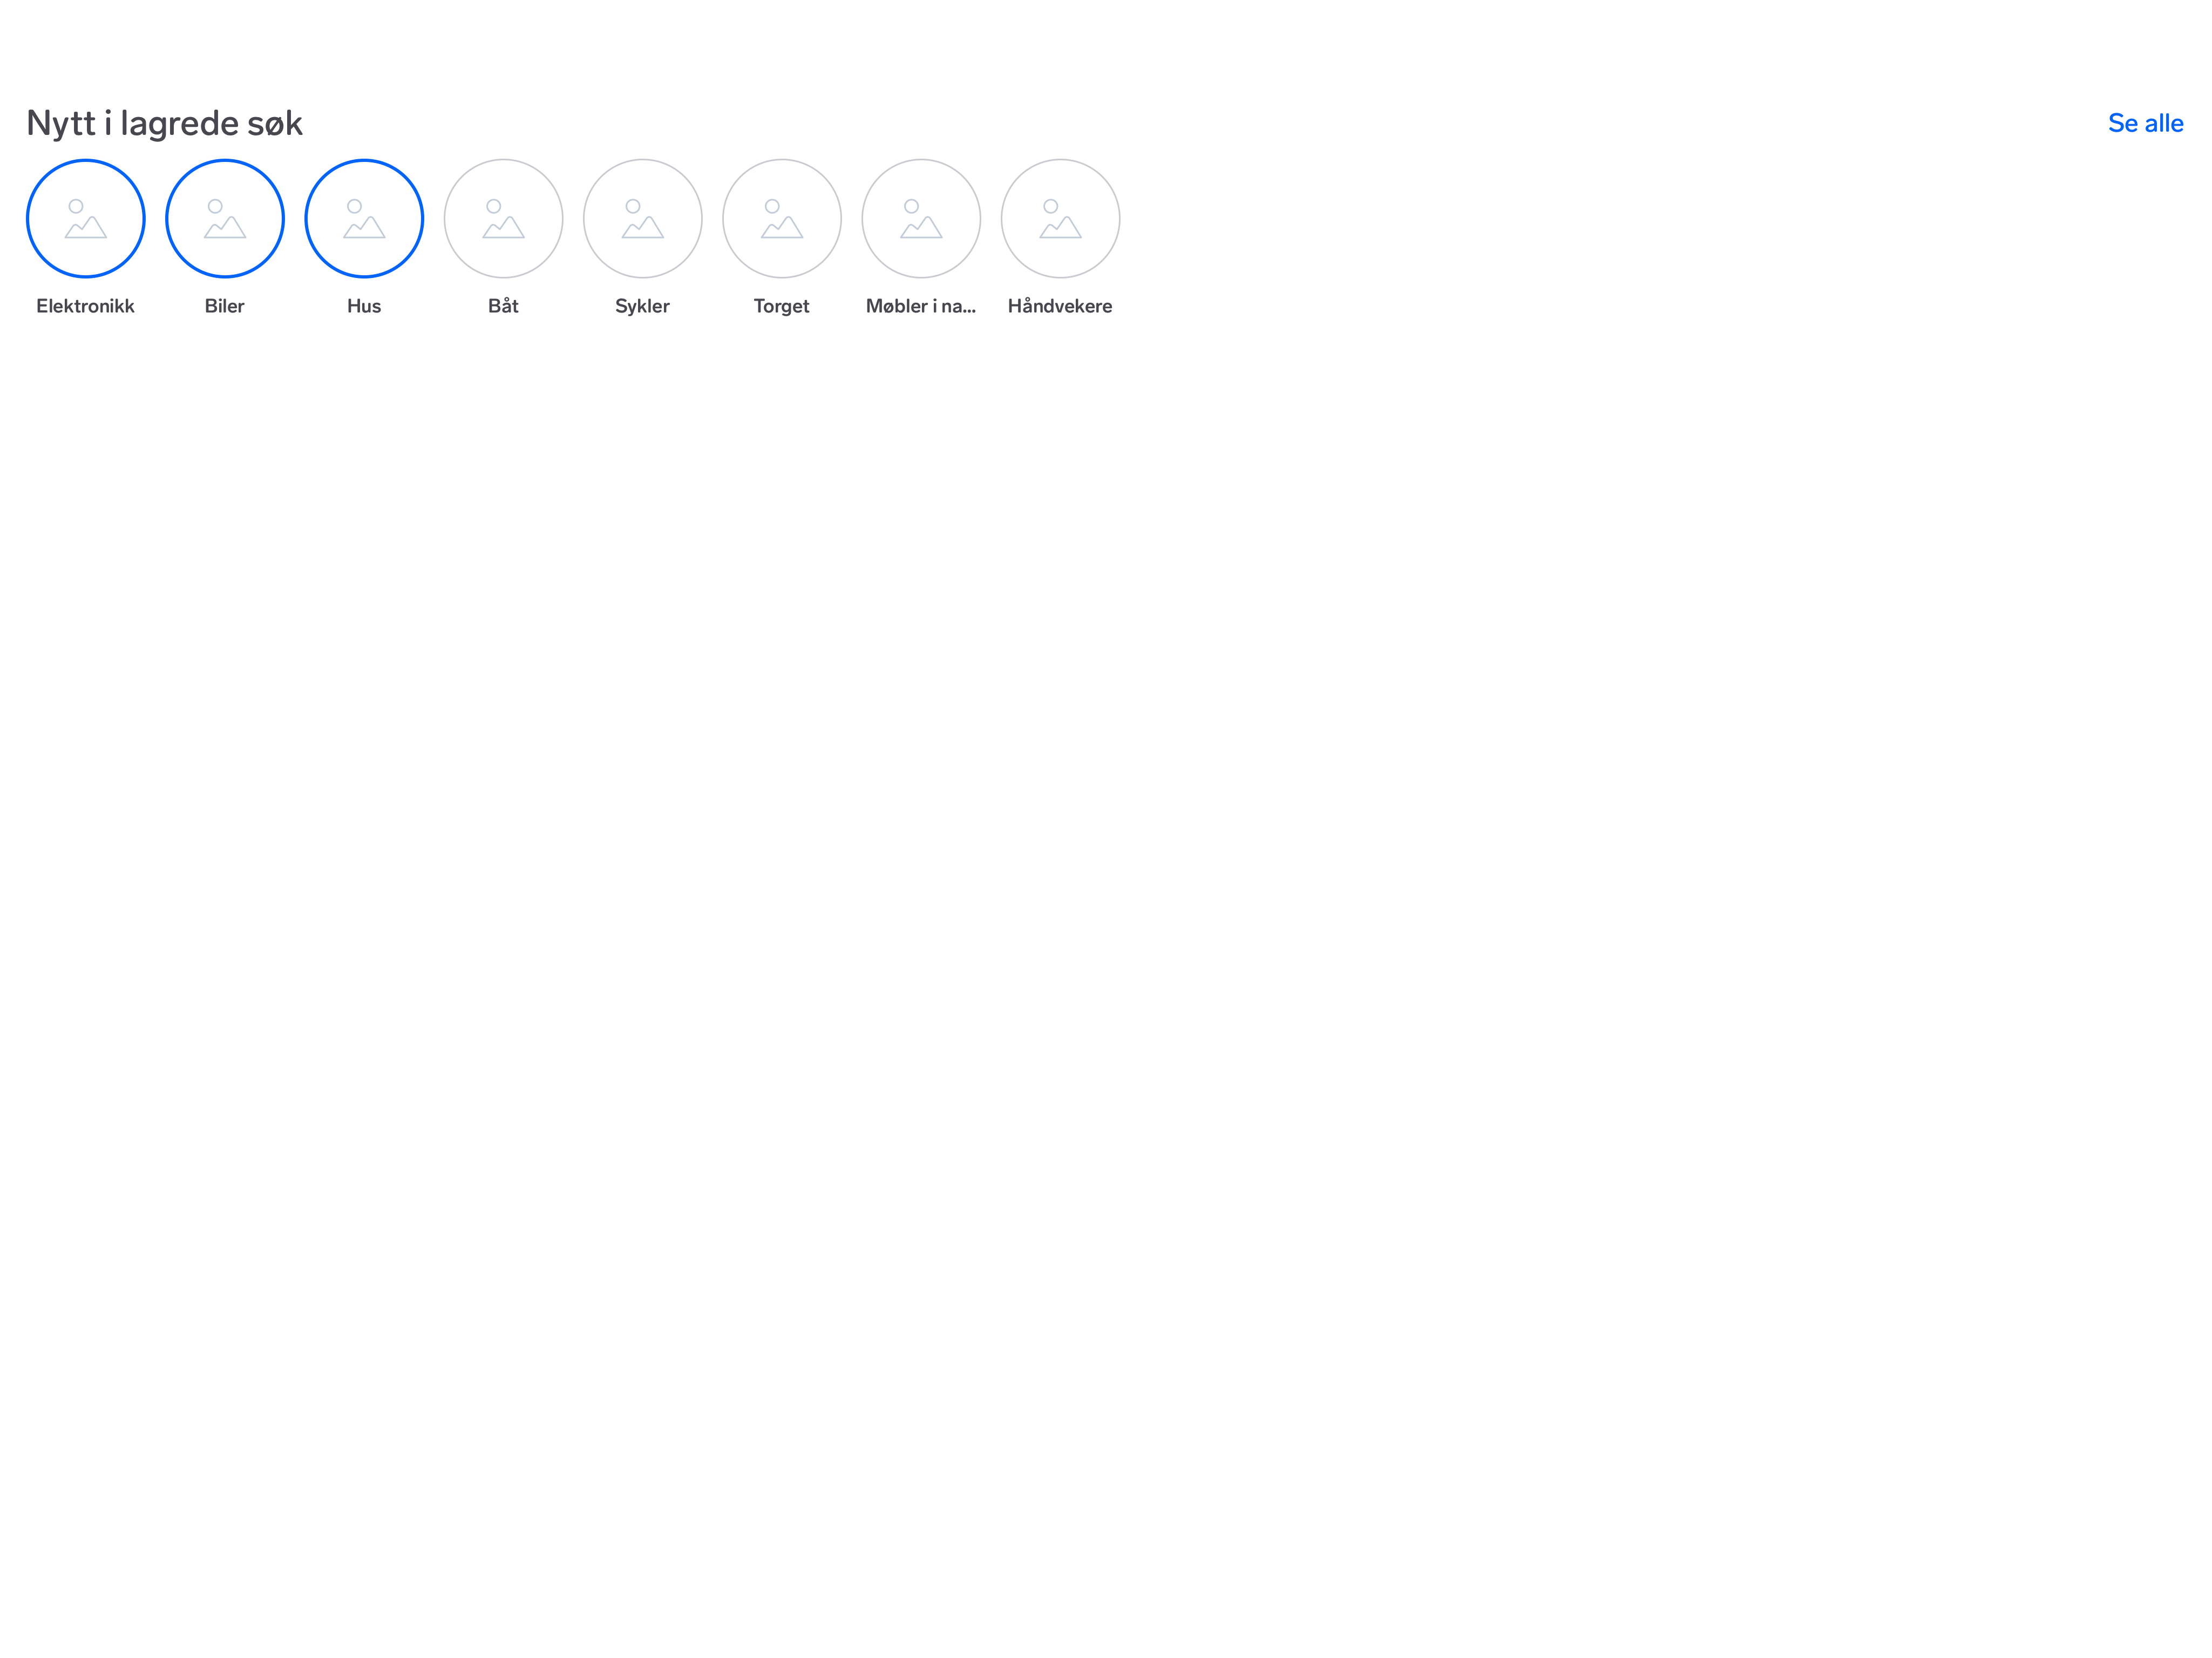 Nytt i lagrede søk
Se alle
Elektronikk
Biler
Hus
Båt
Sykler
Torget
Møbler i na...
Håndvekere